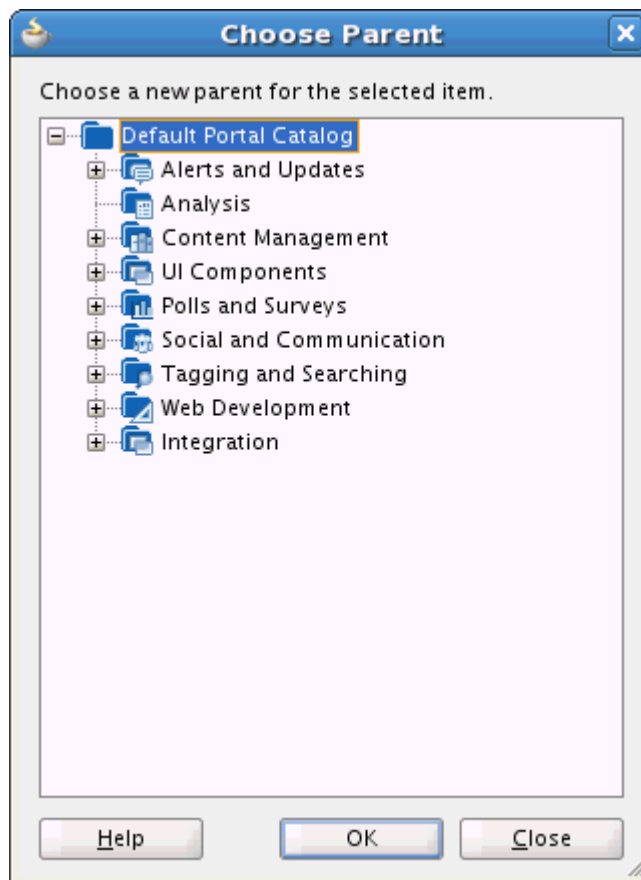 Choose Parent
Choose a new parent for the selected item.
Default Portal Catalog
Alerts and Updates
Analysis
Content Management
UI Components
Polls and Surveys
Social and Communication
Tagging and Searching
Web Development
Integration
Help OK Close